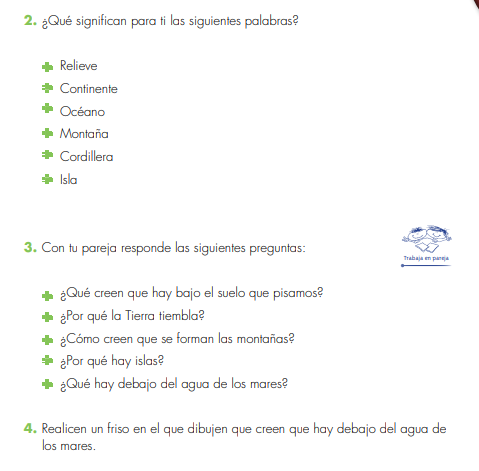 2. ¿Qué significan para ti las siguientes palabras?
Relieve
Continente
Océano
Montaña
Cordillera
Isla
3. Con tu pareja responde las siguientes preguntas:
Trabaja en pareja
¿Qué creen que hay bajo el suelo que pisamos?
¿Por qué la Tierra tiembla?
¿Cómo creen que se forman las montañas?
¿Por qué hay islas?
¿Qué hay debajo del agua de los mares?
4. Realicen un friso en el que dibujen que creen que hay debajo del agua de
los mares.